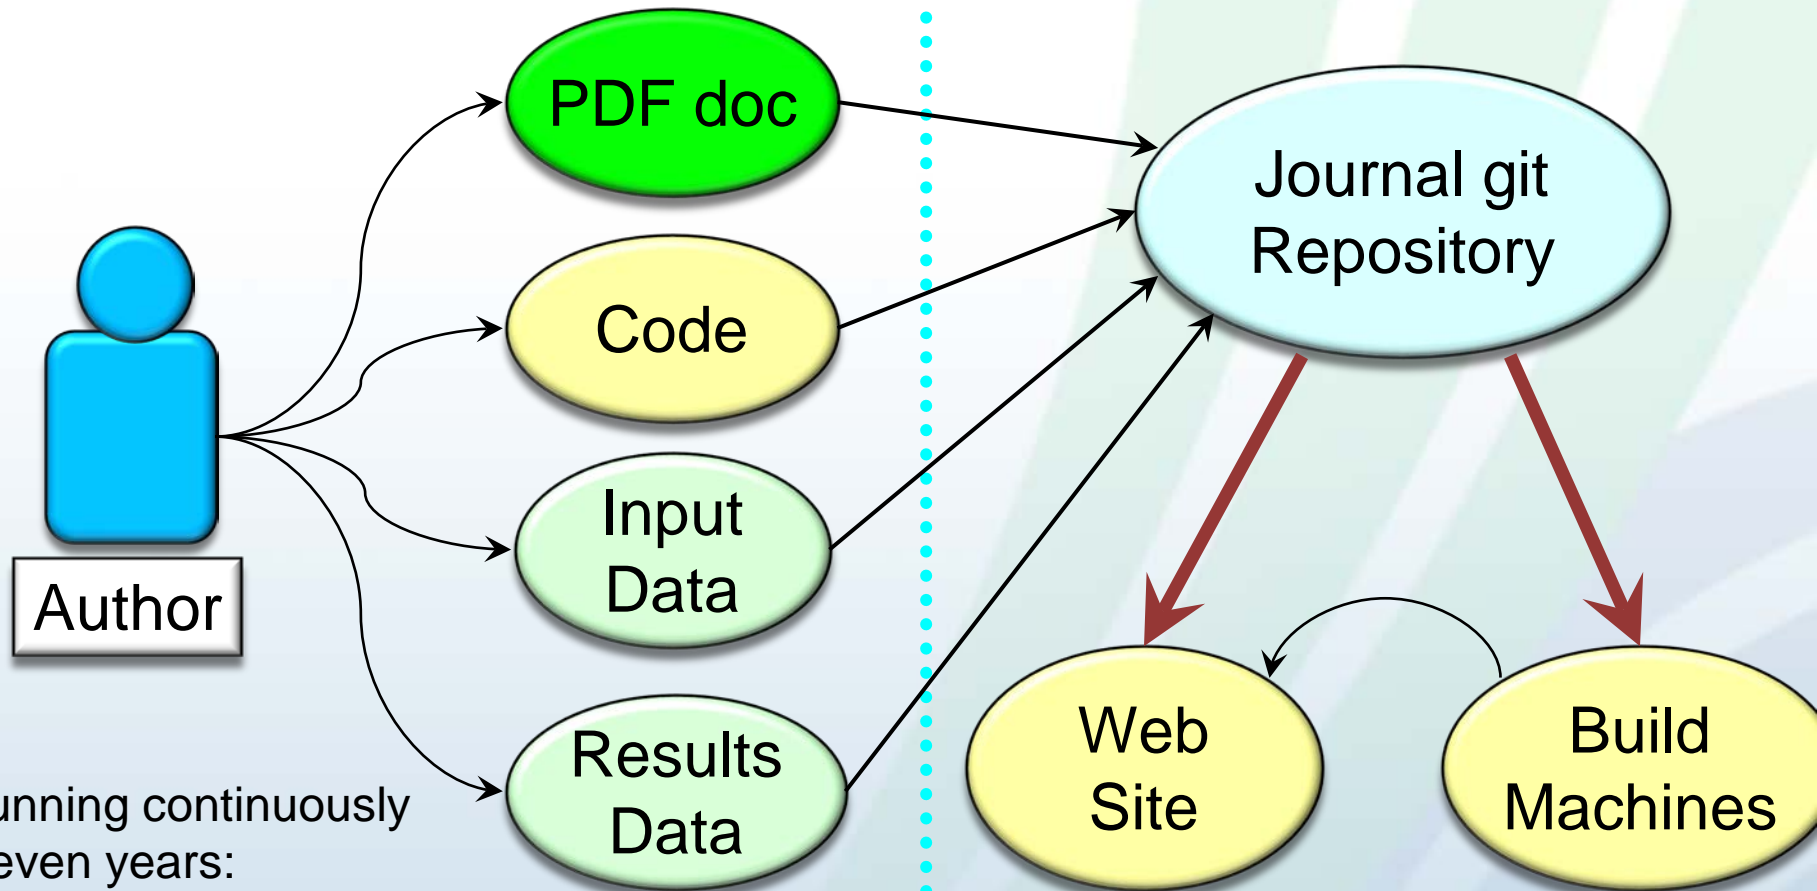 PDF doc
Journal git
Repository
Code
Input
Data
Author
Results
Data
Web
Site
Build
Machines
unning continuously
even years: